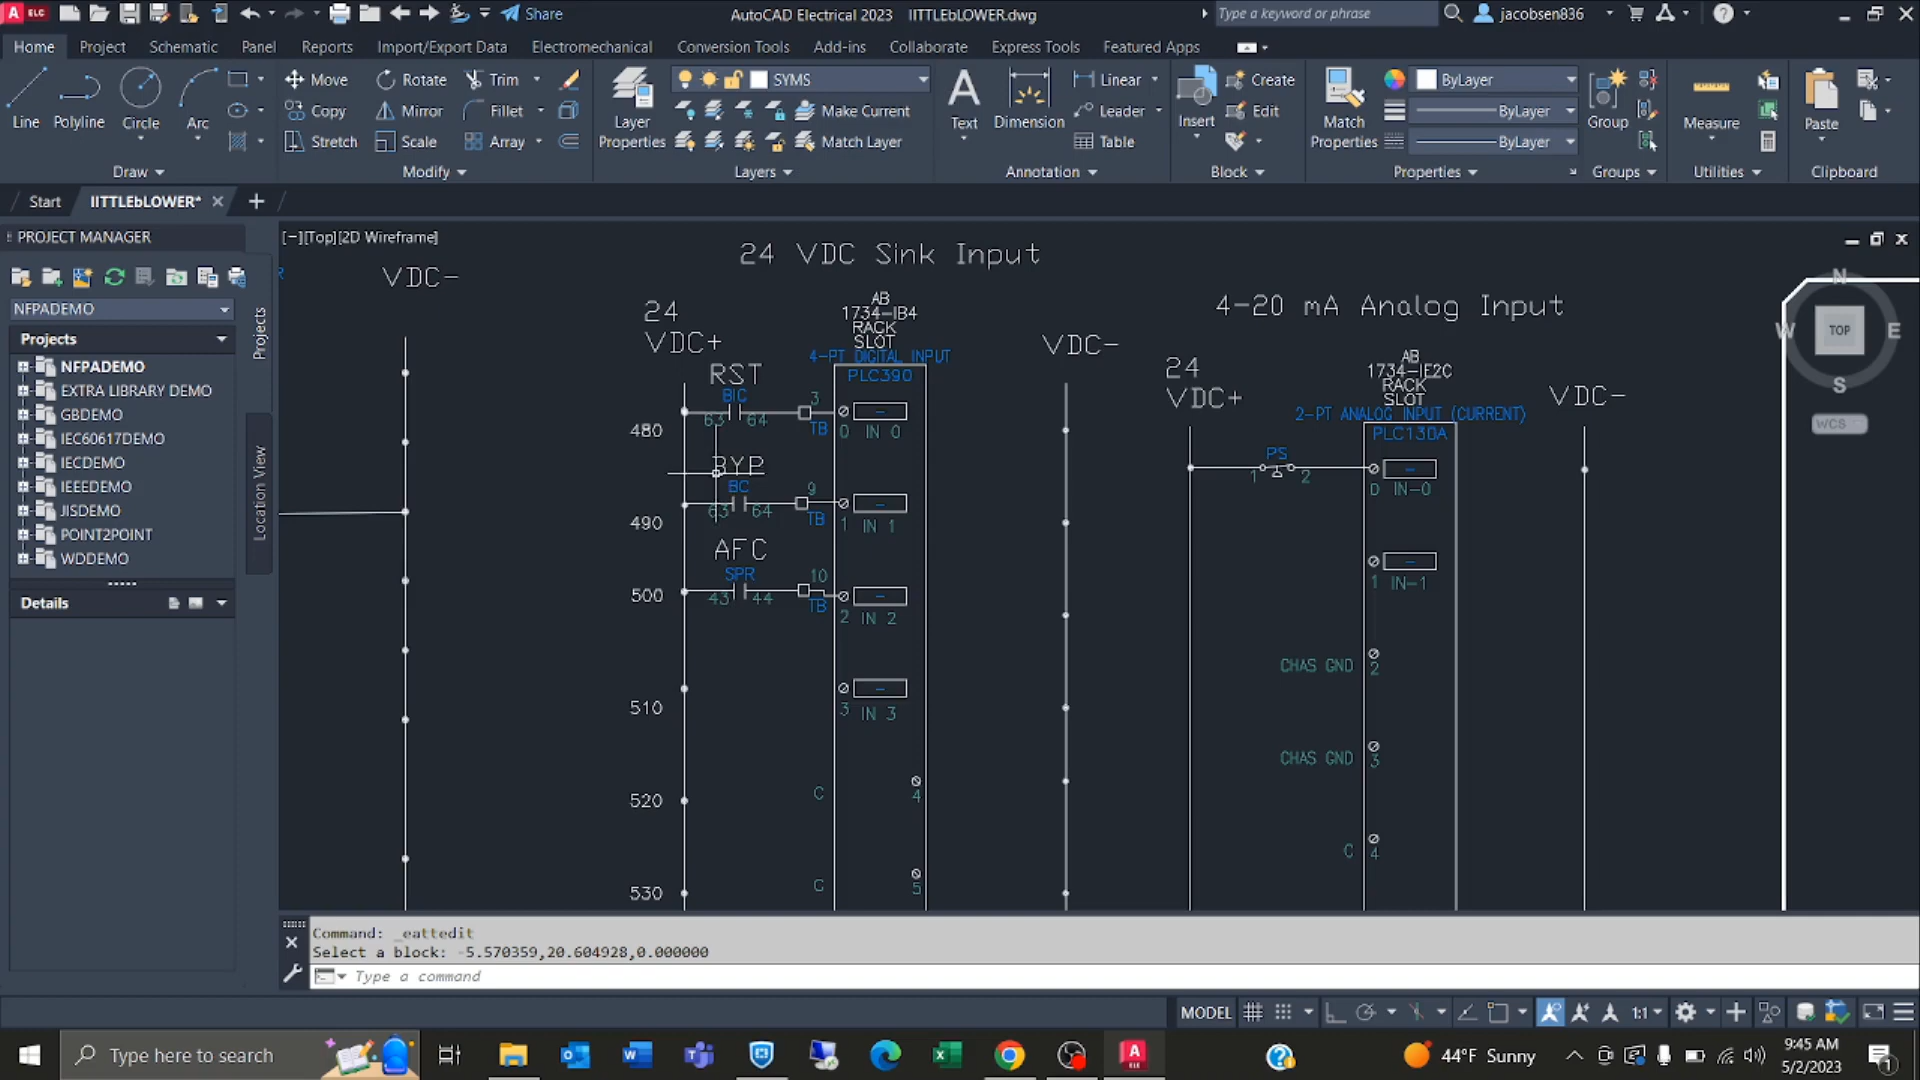 ELC
Share
AutoCAD Electrical 2023 lITTLEbLOWER.dwg
Type a keyword or phrase
jacobsen836
Home
Project
Schematic
Panel
Reports
Import/Export Data
Electromechanical
Conversion Tools
Add-ins
Collaborate
Express Tools
Featured Apps
Line
Polyline
Circle
Arc
Draw
Move
Rotate
Trim
Copy
Mirror
Fillet
Stretch
Scale
Array
Modify
Layer
Properties
SYMS
Make Current
Match Layer
Layers
Text
Dimension
Linear
Leader
Table
Annotation
Insert
Create
Edit
Block
Match
Properties
ByLayer
ByLayer
ByLayer
Properties
Group
Groups
Measure
Utilities
Paste
Clipboard
Start
lITTLEbLOWER*
PROJECT MANAGER
NFPADEMO
Projects
NFPADEMO
EXTRA LIBRARY DEMO
GBDEMO
IEC60617DEMO
IECDEMO
IEEEDEMO
JISDEMO
POINT2POINT
WDDEMO
Details
Projects
Location View
[−][Top][2D Wireframe]
VDC-
24 VDC Sink Input
24
VDC+
AB
1734-IB4
RACK
SLOT
4-PT DIGITAL INPUT
PLC390
VDC-
RST
BIC
63 64
3
TB
0 IN 0
480
BYP
BC
63 64
9
TB
1 IN 1
490
AFC
SPR
43 44
10
TB
2 IN 2
500
3 IN 3
510
520
C
4
530
C
5
4-20 mA Analog Input
24
VDC+
AB
1734-IE2C
RACK
SLOT
2-PT ANALOG INPUT (CURRENT)
PLC130A
VDC-
PS
1 2
0 IN-0
1 IN-1
CHAS GND 2
CHAS GND 3
C 4
N
W
TOP
E
S
WCS
Command: _eattedit
Select a block: -5.570359,20.604928,0.000000
Type a command
MODEL
1:1
Type here to search
44°F Sunny
9:45 AM
5/2/2023
1